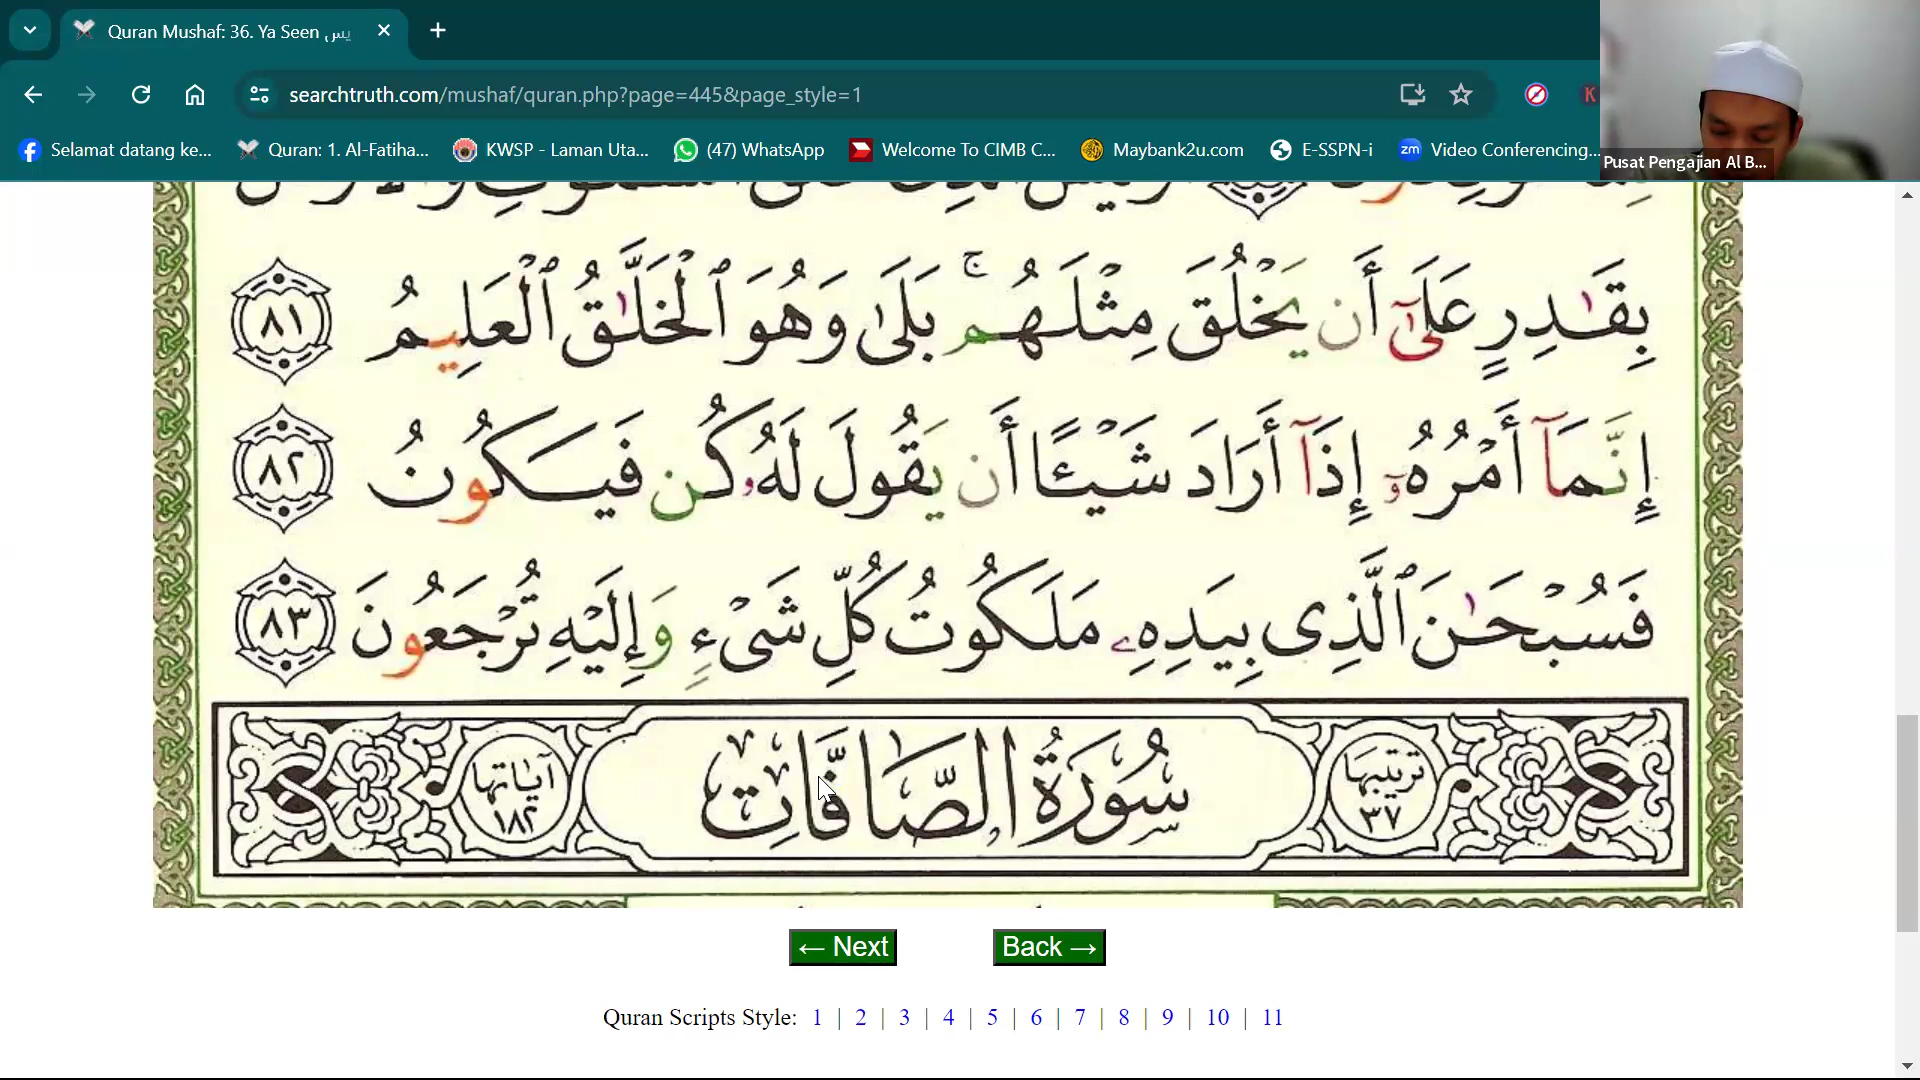 Quran Mushaf: 36. Ya Seen يس
searchtruth.com/mushaf/quran.php?page=445&page_style=1
Selamat datang ke...
Quran: 1. Al-Fatiha...
KWSP - Laman Uta...
(47) WhatsApp
Welcome To CIMB C...
Maybank2u.com
E-SSPN-i
Video Conferencing...
Pusat Pengajian Al B...
بِقَـٰدِرٍ عَلَىٰٓ أَن يَخْلُقَ مِثْلَهُم ۚ بَلَىٰ وَهُوَ ٱلْخَلَّـٰقُ ٱلْعَلِيمُ ٨١
إِنَّمَآ أَمْرُهُۥٓ إِذَآ أَرَادَ شَيْـًٔا أَن يَقُولَ لَهُۥ كُن فَيَكُونُ ٨٢
فَسُبْحَـٰنَ ٱلَّذِى بِيَدِهِۦ مَلَكُوتُ كُلِّ شَىْءٍ وَإِلَيْهِ تُرْجَعُونَ ٨٣
ترتيبها ٣٧
سُورَةُ الصَّافَّاتِ
آياتها ١٨٢
← Next Back →
Quran Scripts Style: 1 | 2 | 3 | 4 | 5 | 6 | 7 | 8 | 9 | 10 | 11